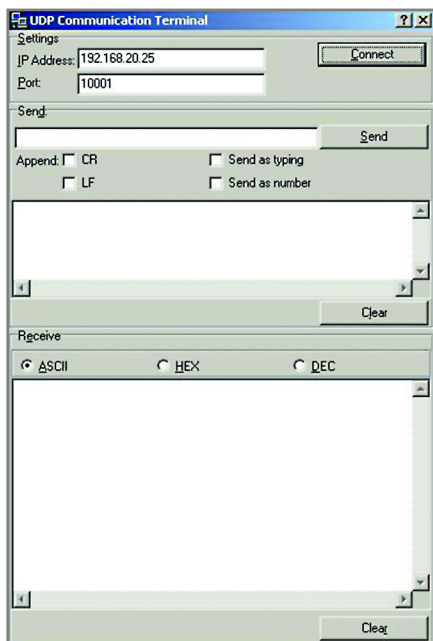 UDP Communication Terminal
Settings
IP Address: 192.168.20.25
Connect
Port: 10001
Send
Send
Append: CR Send as typing
LF Send as number
Clear
Receive
ASCII HEX DEC
Clear